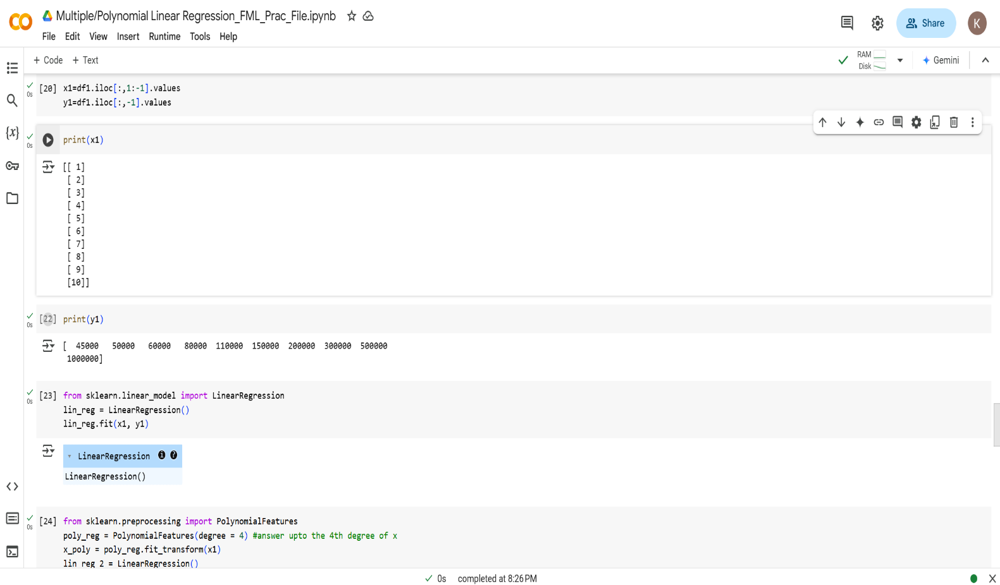 Multiple/Polynomial Linear Regression_FML_Prac_File.ipynb
File Edit View Insert Runtime Tools Help
Share
K
+ Code + Text
RAM
Disk
Gemini
[20] x1=df1.iloc[:,1:-1].values
0s
y1=df1.iloc[:,-1].values
{x}
print(x1)
0s
[[ 1]
[ 2]
[ 3]
[ 4]
[ 5]
[ 6]
[ 7]
[ 8]
[ 9]
[10]]
[22] print(y1)
0s
[  45000   50000   60000   80000  110000  150000  200000  300000  500000
1000000]
[23] from sklearn.linear_model import LinearRegression
0s
lin_reg = LinearRegression()
lin_reg.fit(x1, y1)
LinearRegression i ?
LinearRegression()
[24] from sklearn.preprocessing import PolynomialFeatures
0s
poly_reg = PolynomialFeatures(degree = 4) #answer upto the 4th degree of x
x_poly = poly_reg.fit_transform(x1)
lin_reg_2 = LinearRegression()
0s completed at 8:26 PM